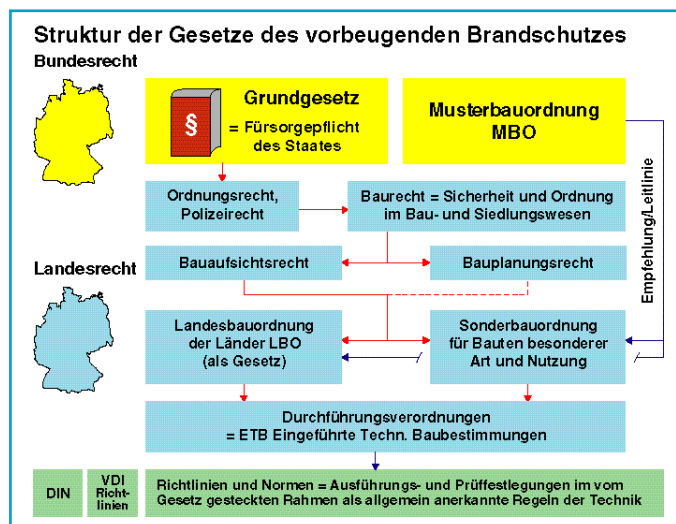 Struktur der Gesetze des vorbeugenden Brandschutzes
Bundesrecht
§
Grundgesetz
= Fürsorgepflicht
des Staates
Musterbauordnung
MBO
Ordnungsrecht,
Polizeirecht
Baurecht = Sicherheit und Ordnung
im Bau- und Siedlungswesen
Empfehlung/Leitlinie
Landesrecht
Bauaufsichtsrecht
Bauplanungsrecht
Landesbauordnung
der Länder LBO
(als Gesetz)
Sonderbauordnung
für Bauten besonderer
Art und Nutzung
Durchführungsverordnungen
= ETB Eingeführte Techn. Baubestimmungen
DIN
VDI
Richt-
linien
Richtlinien und Normen = Ausführungs- und Prüffestlegungen im vom
Gesetz gesteckten Rahmen als allgemein anerkannte Regeln der Technik